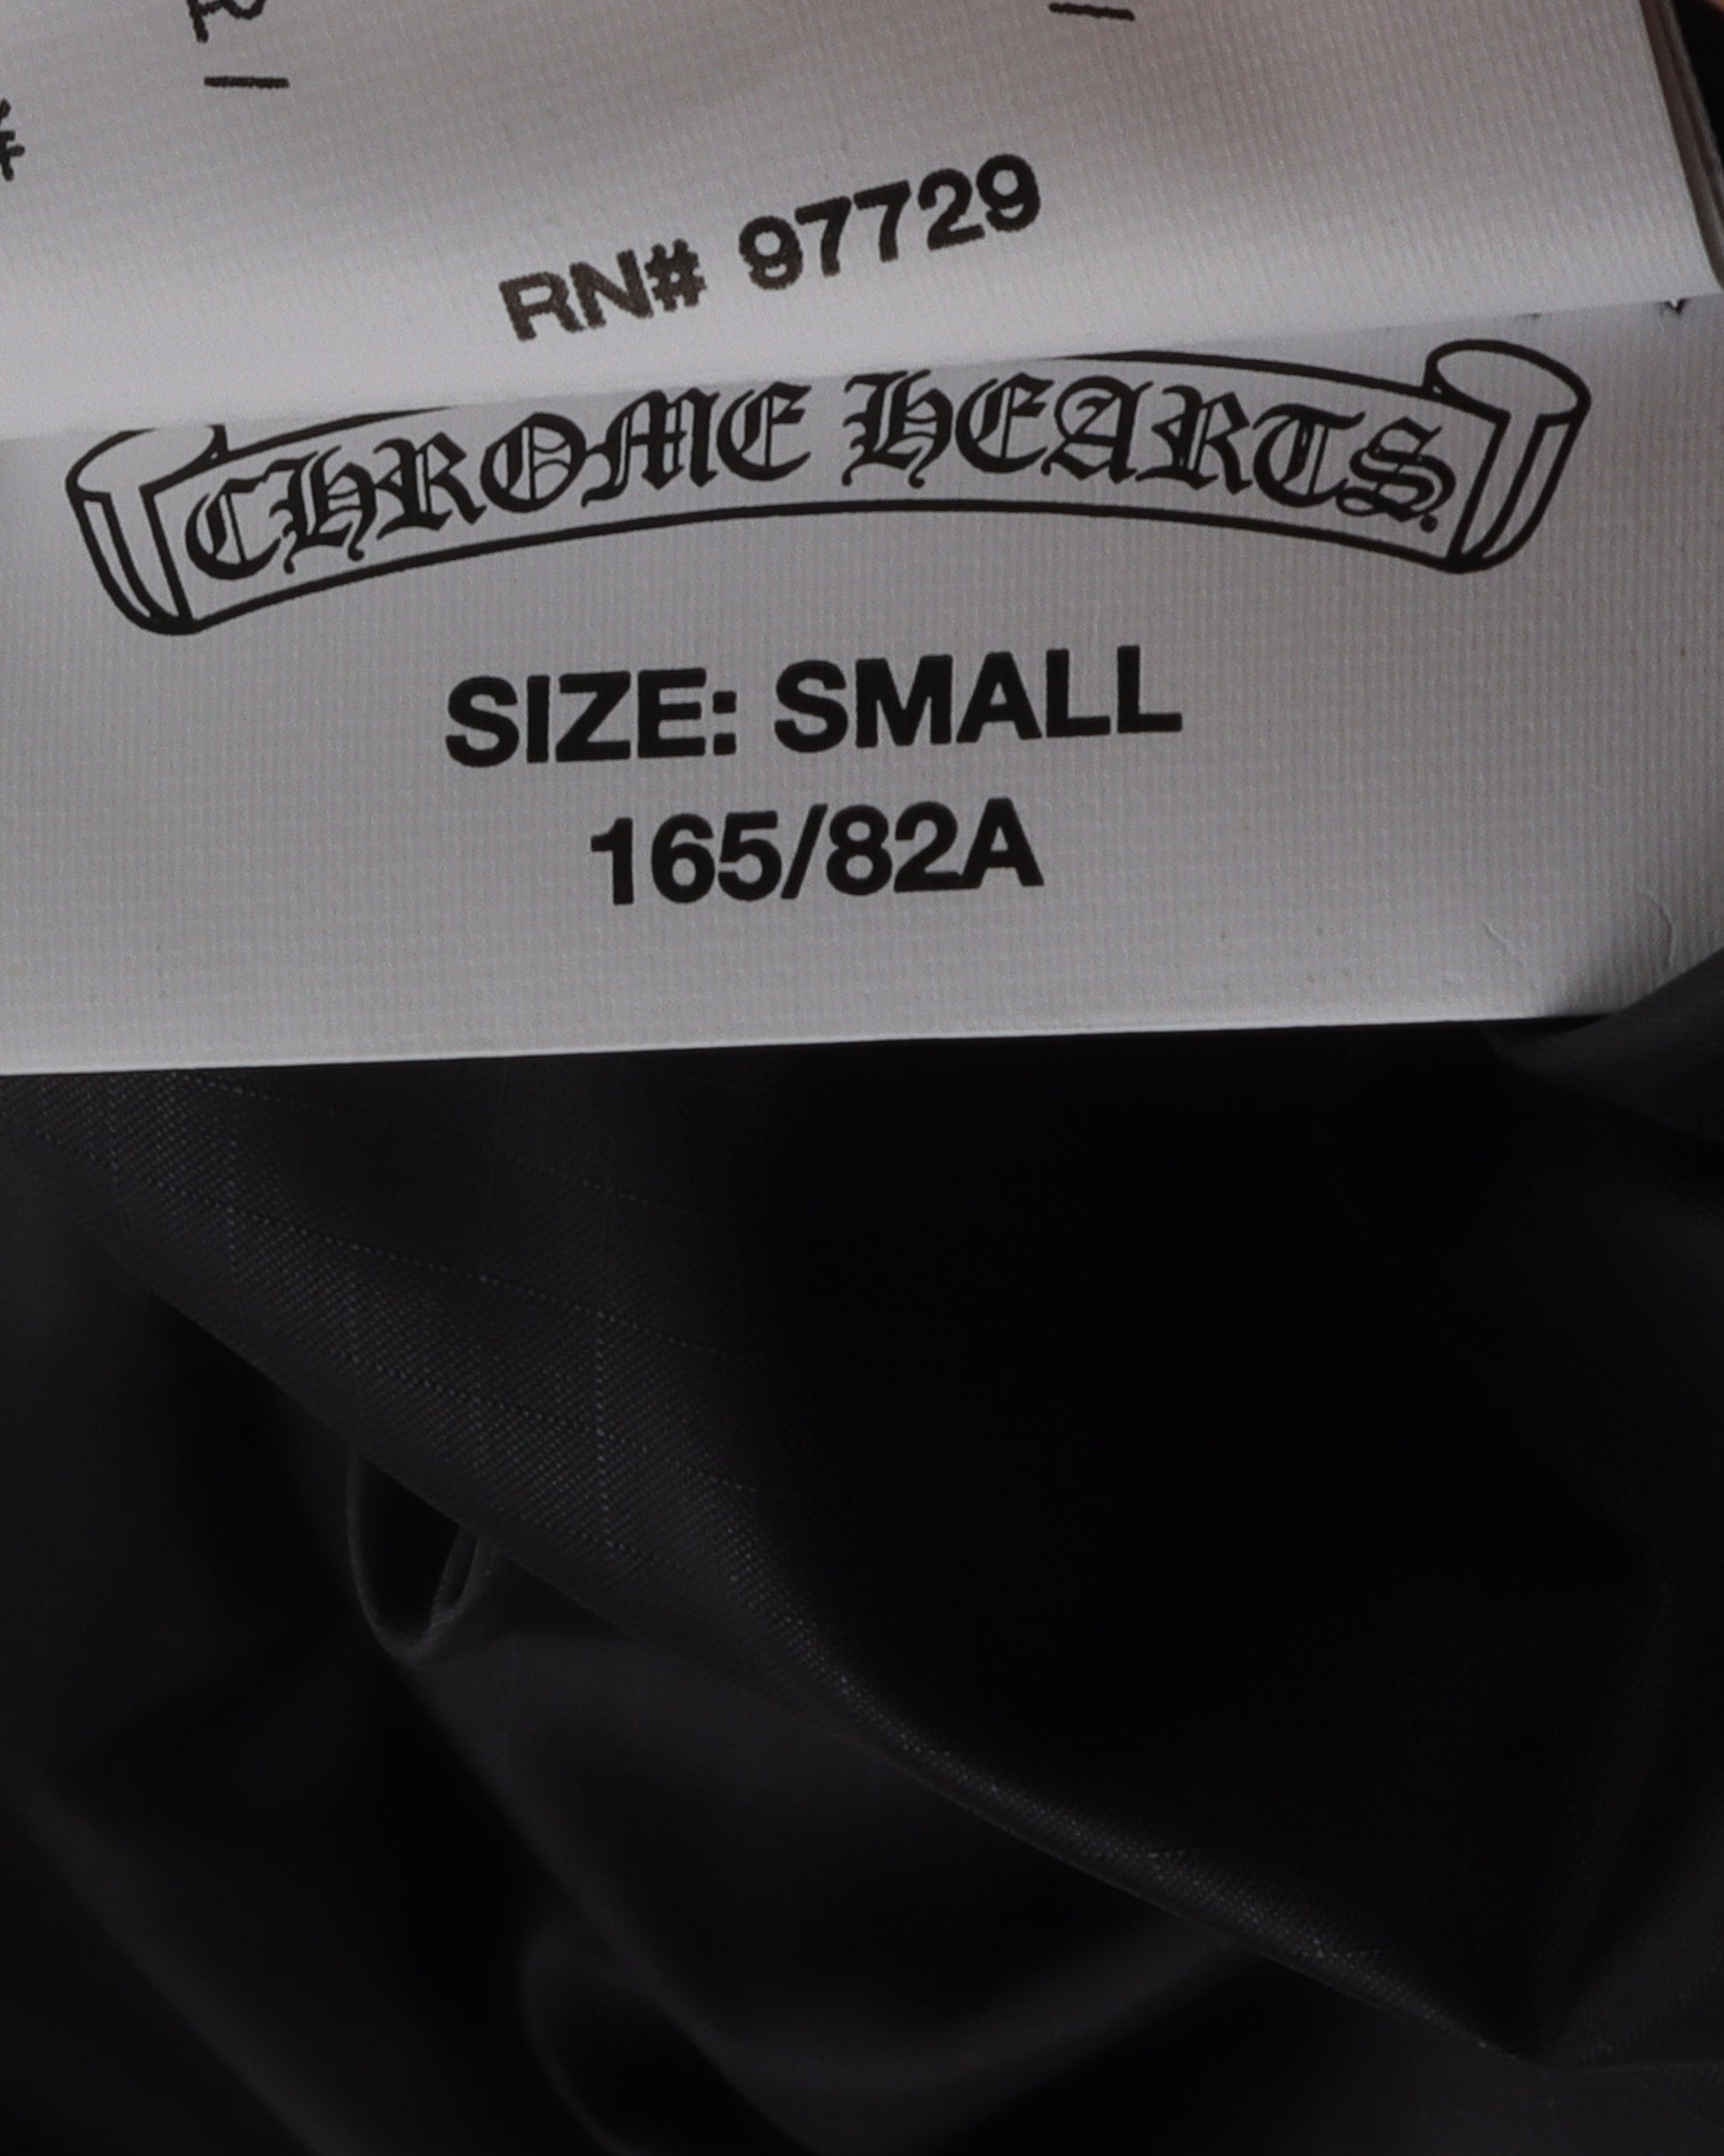 RN# 97729
CHROME HEARTS
SIZE: SMALL
165/82A